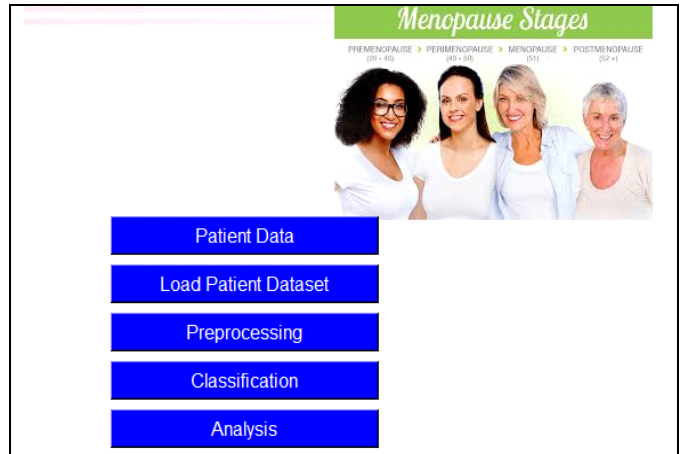 Menopause Stages
PREMENOPAUSE > PERIMENOPAUSE > MENOPAUSE > POSTMENOPAUSE
(20 - 40) (40 - 50) (51) (52 +)
Patient Data
Load Patient Dataset
Preprocessing
Classification
Analysis